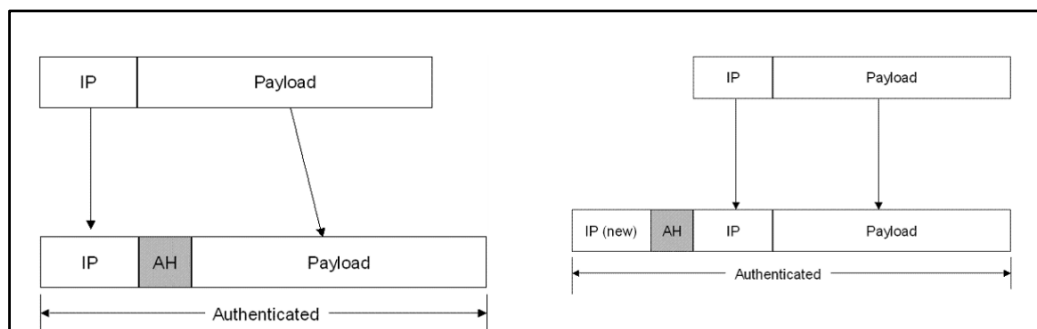 IP Payload
IP AH Payload
Authenticated
IP Payload
IP (new) AH IP Payload
Authenticated